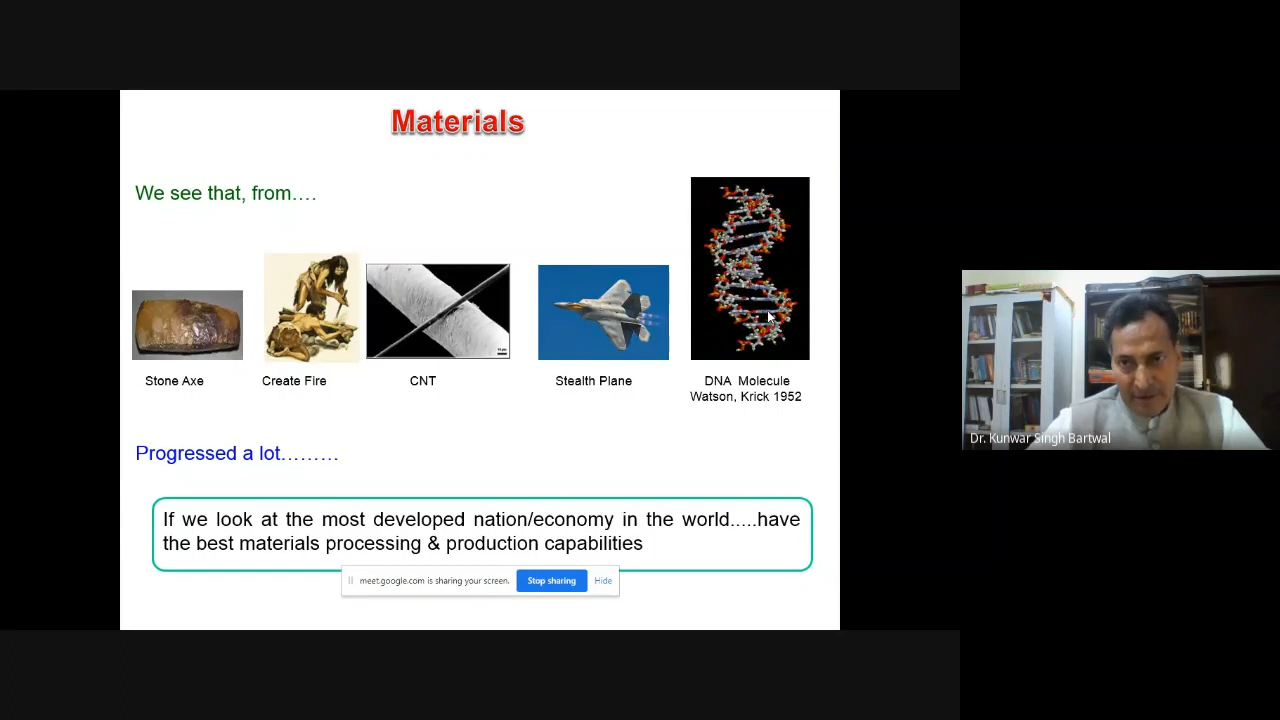 Materials
We see that, from….
Stone Axe
Create Fire
CNT
Stealth Plane
DNA Molecule
Watson, Krick 1952
Progressed a lot………
If we look at the most developed nation/economy in the world.....have
the best materials processing & production capabilities
meet.google.com is sharing your screen. Stop sharing Hide
Dr. Kunwar Singh Bartwal